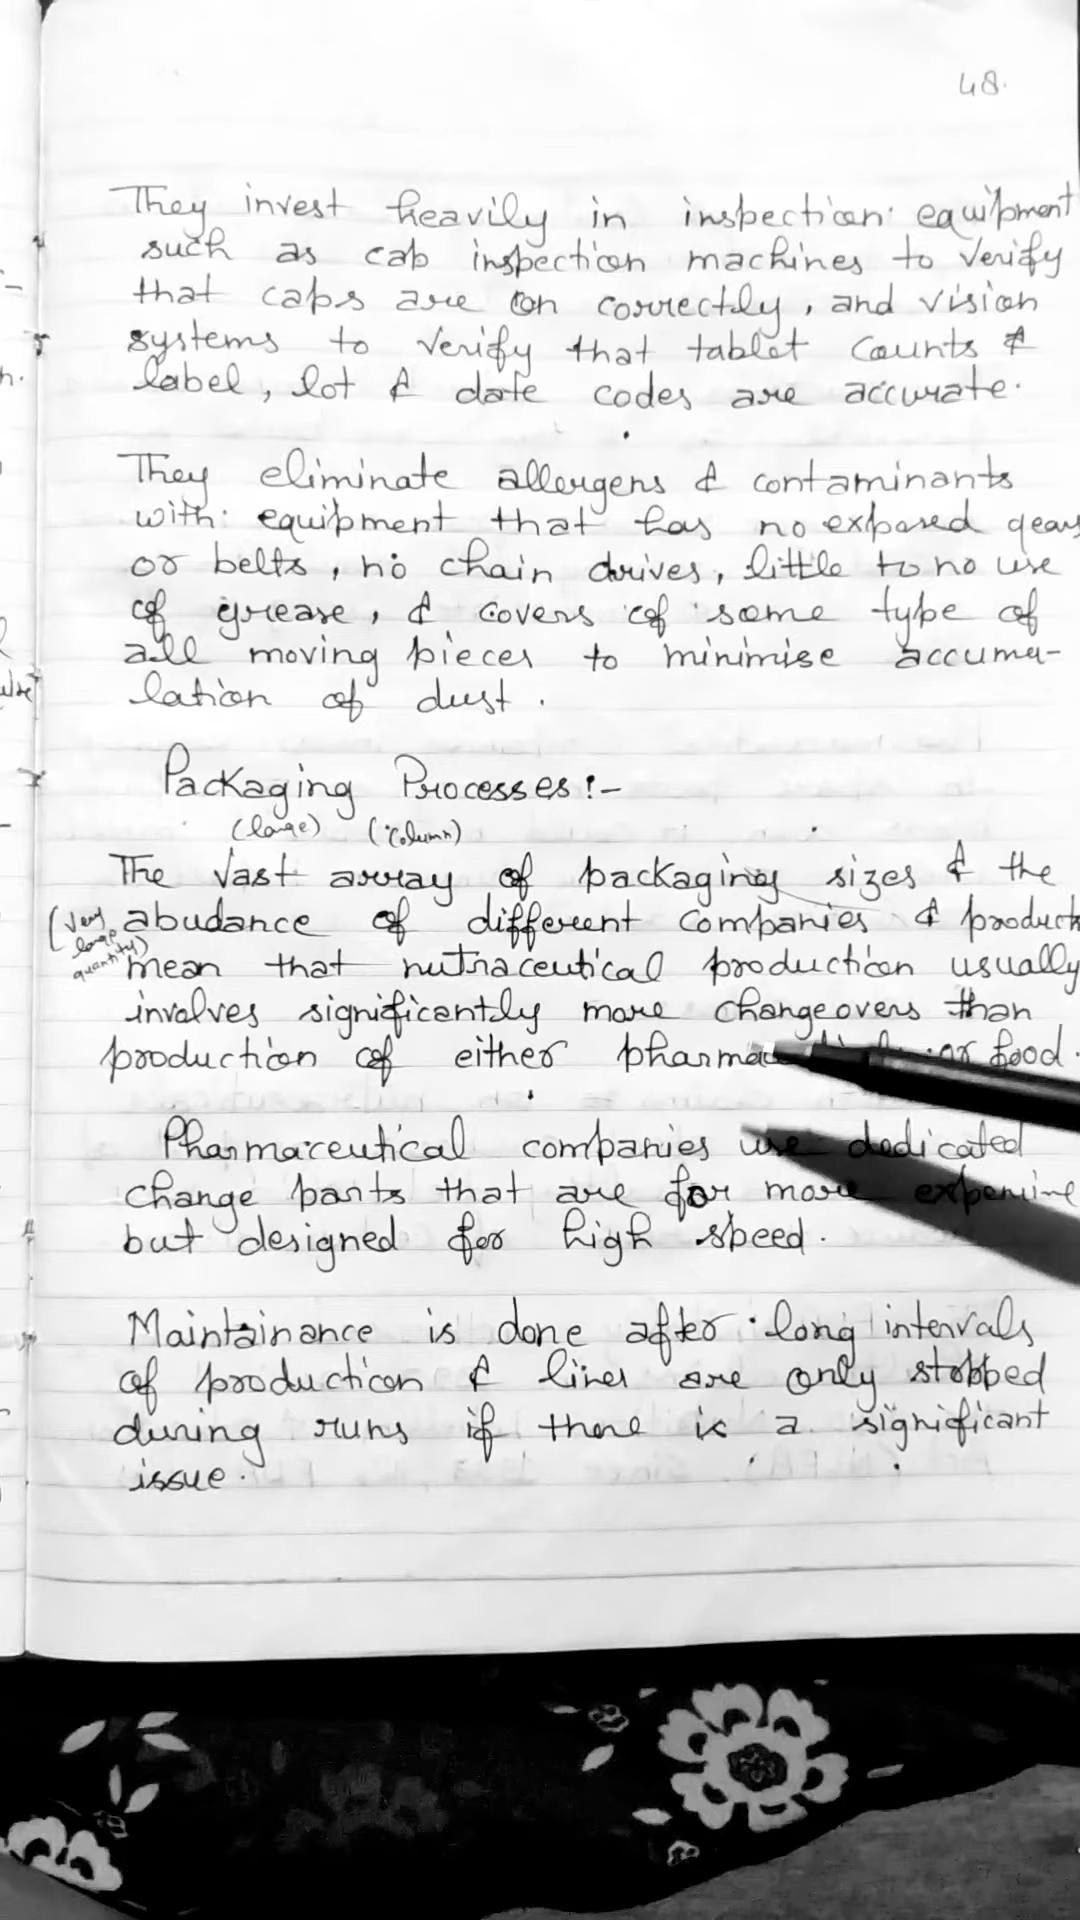 48.
They invest heavily in inspection equipment
such as cap inspection machines to verify
that caps are on correctly, and vision
systems to verify that tablet counts &
label, lot & date codes are accurate.
They eliminate allergens & contaminants
with equipment that has no exposed gears
or belts, no chain drives, little to no use
of grease, & covers of some type of
all moving pieces to minimise accumu-
lation of dust.
Packaging Processes:-
(large) (column)
The vast array of packaging sizes & the
(very large quantity) abudance of different companies & product
mean that nutraceutical production usually
involves significantly more changeovers than
production of either or food.
Pharmaceutical companies use dedicated
change parts that are far more expensive
but designed for high speed.
Maintainance is done after long intervals
of production & lines are only stopped
during runs if there is a significant
issue.